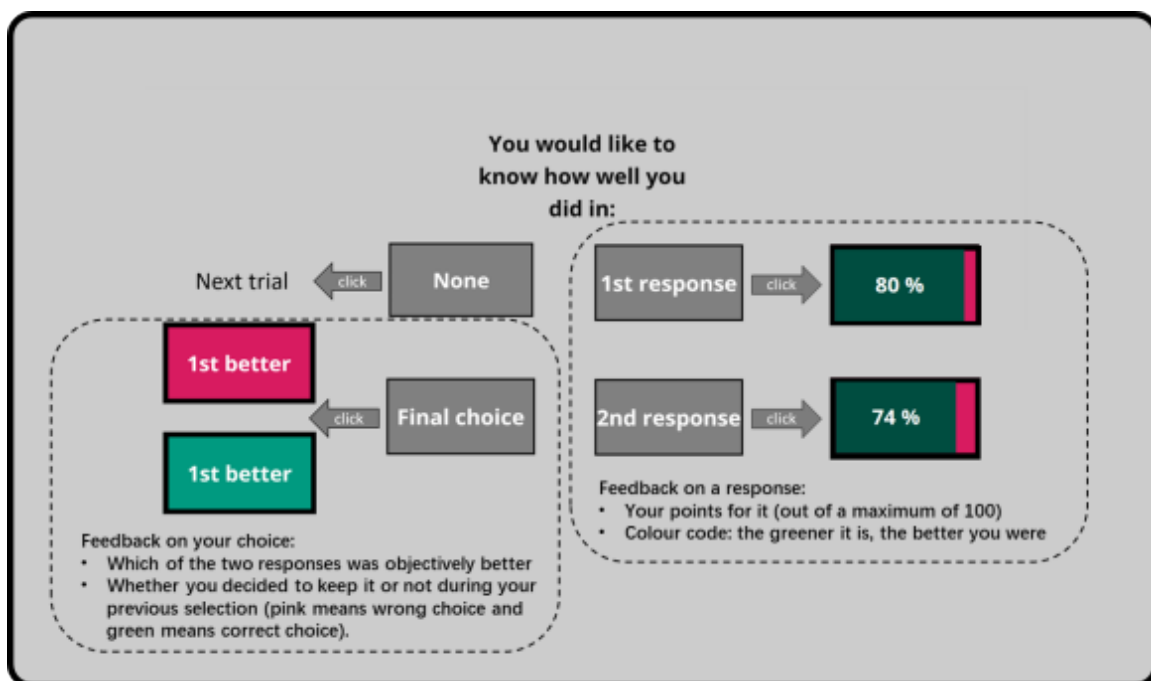 You would like to
know how well you
did in:
Next trial
click
None
1st better
1st better
click
Final choice
Feedback on your choice:
• Which of the two responses was objectively better
• Whether you decided to keep it or not during your
previous selection (pink means wrong choice and
green means correct choice).
1st response
click
80 %
2nd response
click
74 %
Feedback on a response:
• Your points for it (out of a maximum of 100)
• Colour code: the greener it is, the better you were